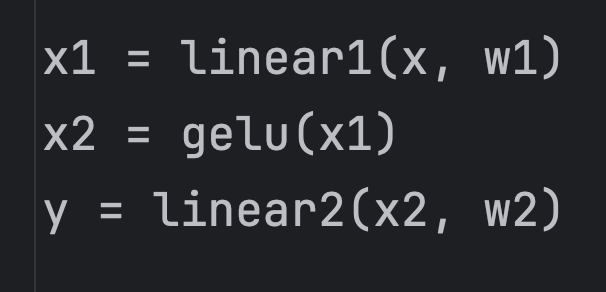 x1 = linear1(x, w1)
x2 = gelu(x1)
y = linear2(x2, w2)